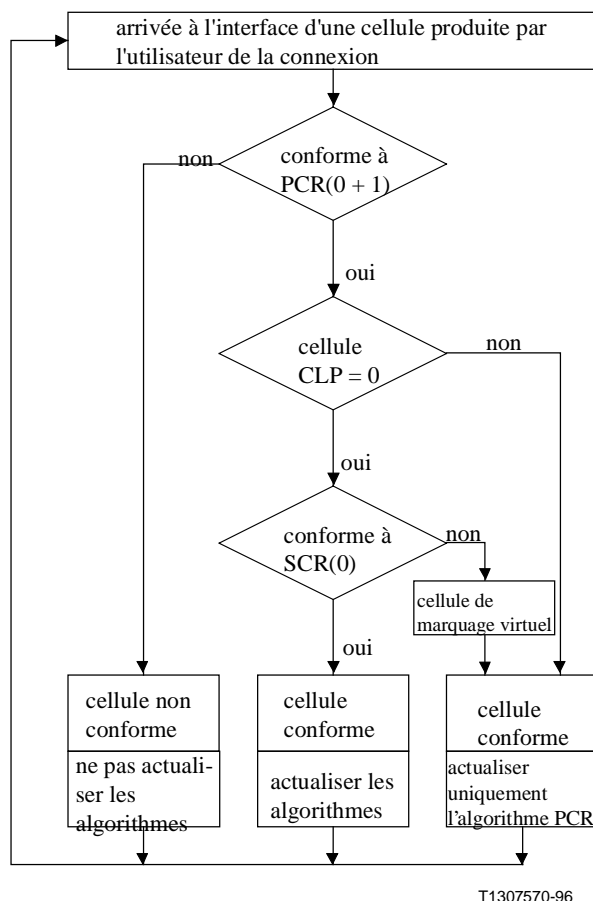 arrivée à l'interface d'une cellule produite par
l'utilisateur de la connexion
non
conforme à
PCR(0 + 1)
oui
cellule
CLP = 0
non
oui
conforme à
SCR(0)
non
cellule de
marquage virtuel
oui
cellule non
conforme
ne pas actuali-
ser les
algorithmes
cellule
conforme
actualiser les
algorithmes
cellule
conforme
actualiser
uniquement
l'algorithme PCR
T1307570-96